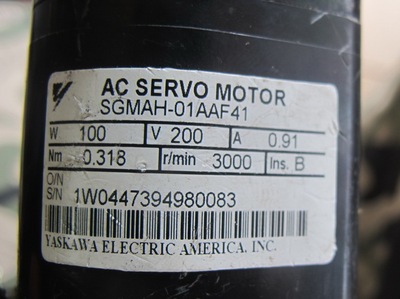 AC SERVO MOTOR
SGMAH-01AAF41
W 100 V 200 A 0.91
Nm 0.318 r/min 3000 Ins. B
O/N
S/N 1W0447394980083
YASKAWA ELECTRIC AMERICA, INC.